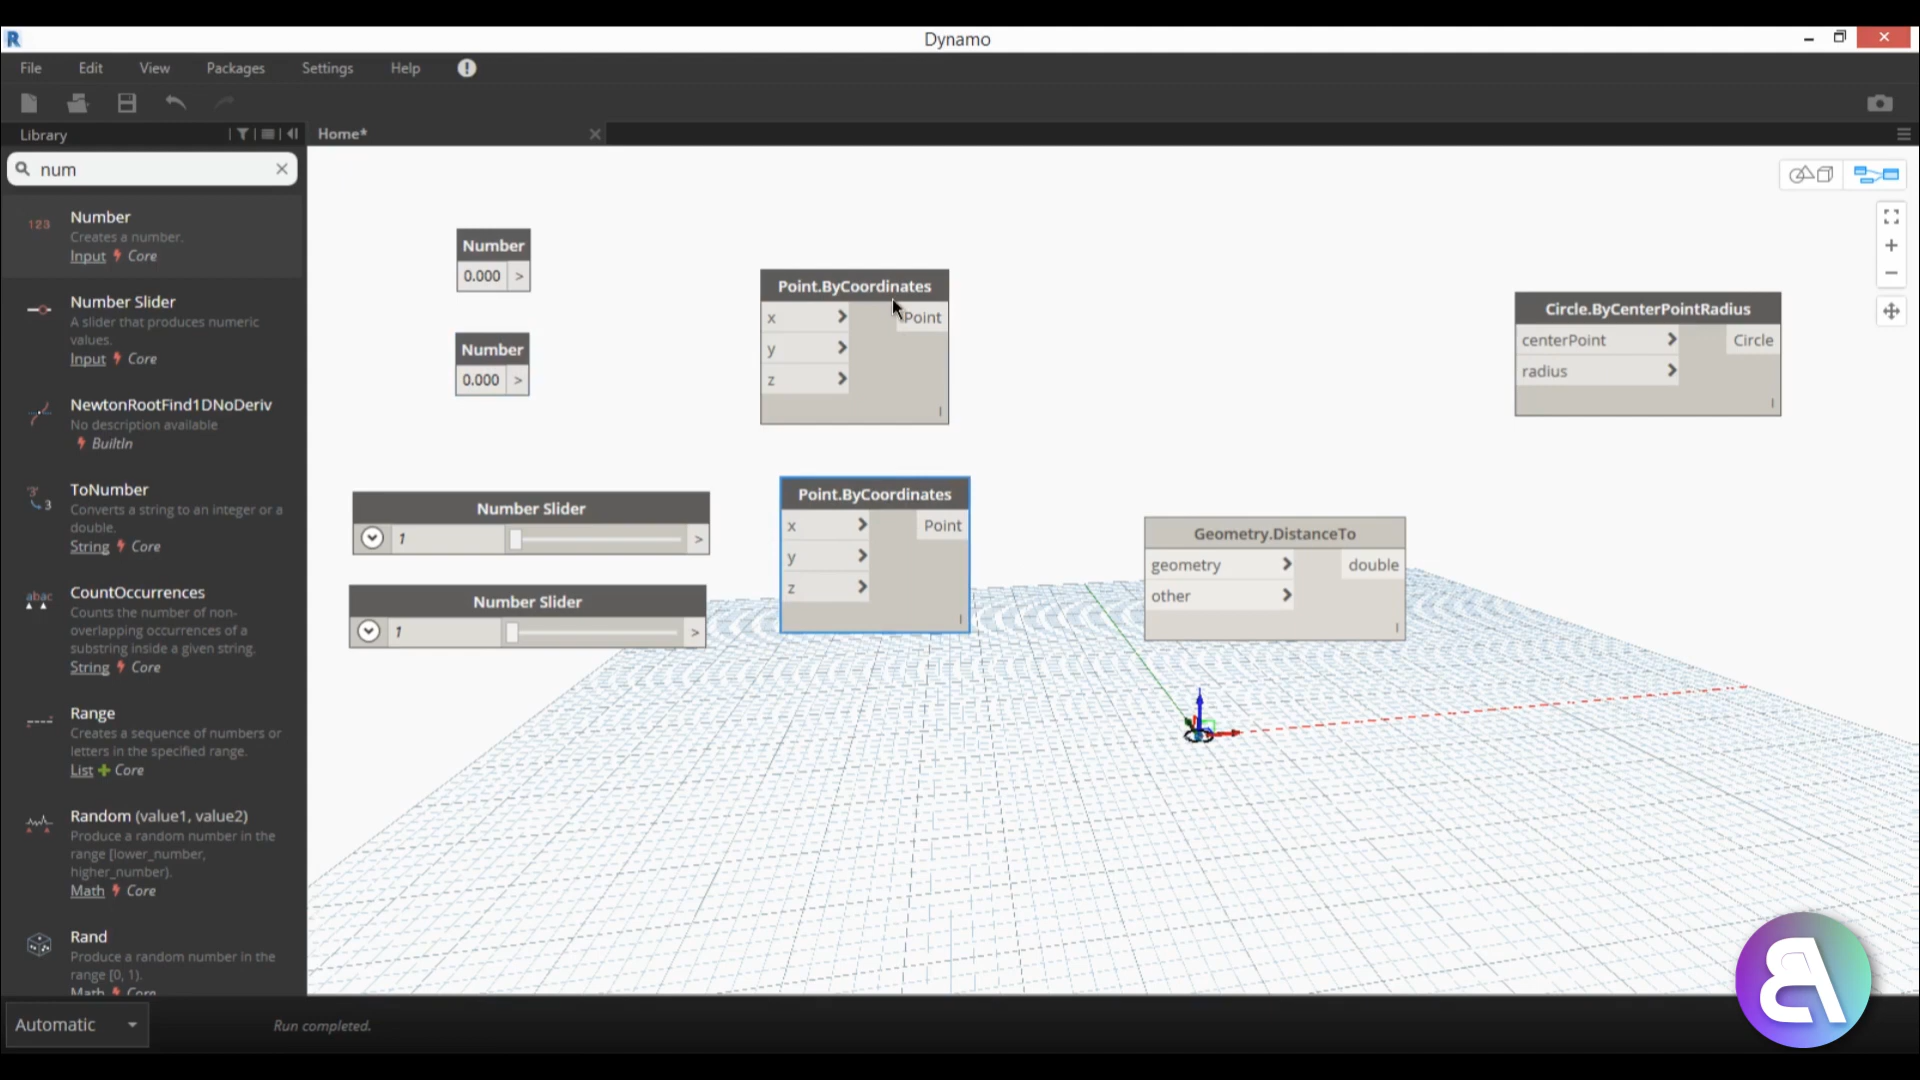 R
Dynamo
File Edit View Packages Settings Help
Library
Home*
num
123
Number
Creates a number.
Input Core
Number Slider
A slider that produces numeric
values.
Input Core
NewtonRootFind1DNoDeriv
No description available
BuiltIn
ToNumber
Converts a string to an integer or a
double.
String Core
abac
CountOccurrences
Counts the number of non-
overlapping occurrences of a
substring inside a given string.
String Core
Range
Creates a sequence of numbers or
letters in the specified range.
List Core
Random (value1, value2)
Produce a random number in the
range [lower_number,
higher_number).
Math Core
Rand
Produce a random number in the
range [0, 1).
Math Core
Number
0.000 >
Number
0.000 >
Point.ByCoordinates
x > Point
y >
z >
Circle.ByCenterPointRadius
centerPoint > Circle
radius >
Number Slider
1 >
Number Slider
1 >
Point.ByCoordinates
x > Point
y >
z >
Geometry.DistanceTo
geometry > double
other >
Automatic
Run completed.